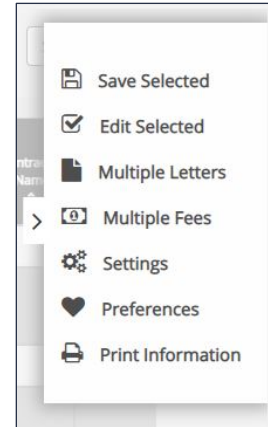 Save Selected
Edit Selected
Multiple Letters
Multiple Fees
Settings
Preferences
Print Information